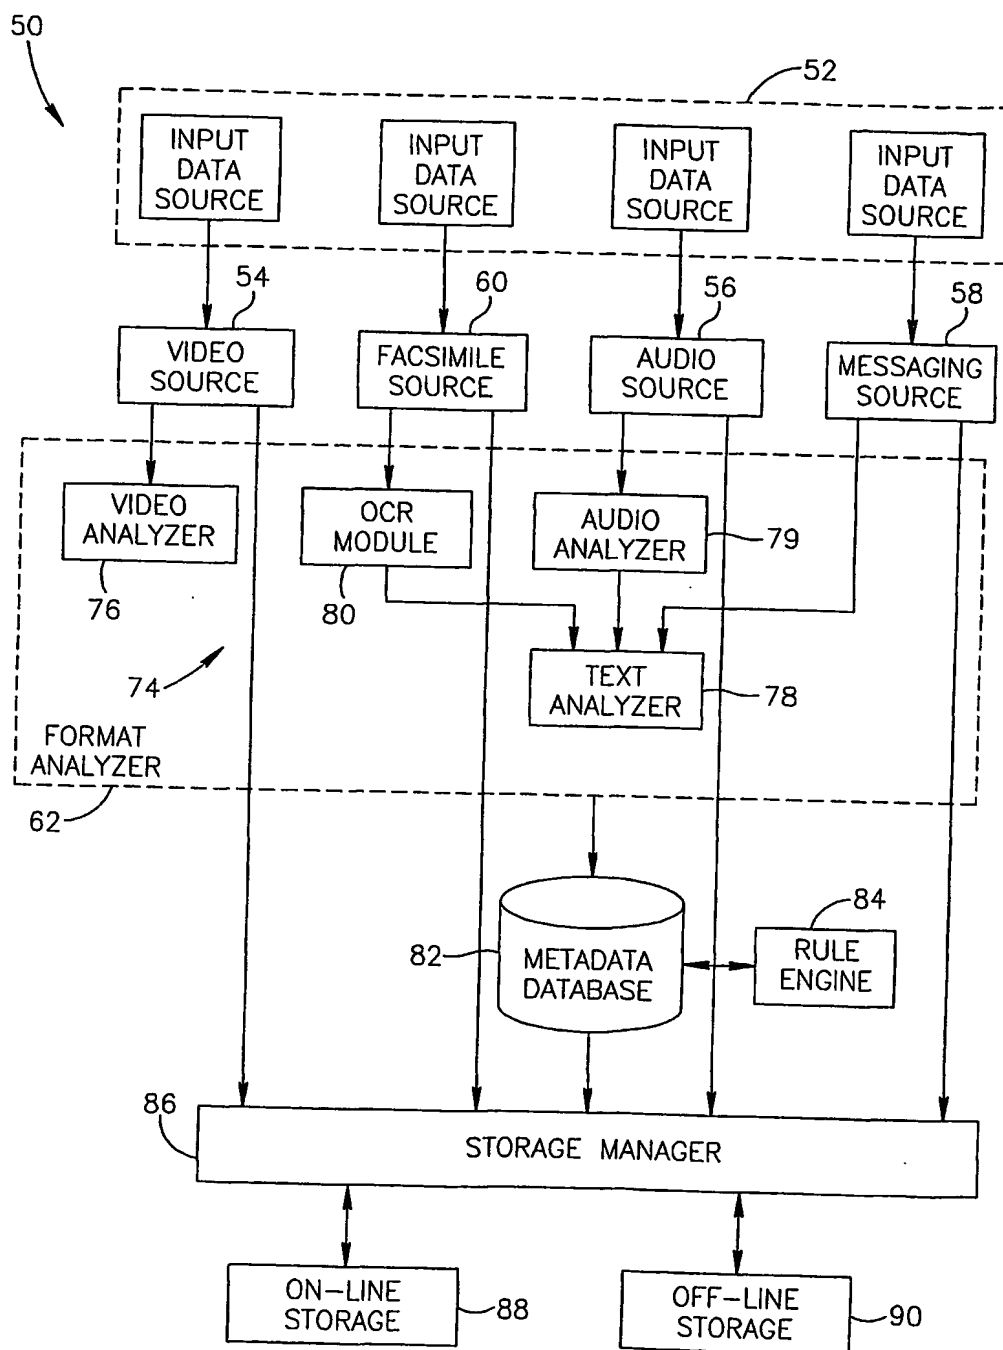 50
52
INPUT
DATA
SOURCE
INPUT
DATA
SOURCE
INPUT
DATA
SOURCE
INPUT
DATA
SOURCE
54
60
56
58
VIDEO
SOURCE
FACSIMILE
SOURCE
AUDIO
SOURCE
MESSAGING
SOURCE
VIDEO
ANALYZER
OCR
MODULE
AUDIO
ANALYZER
79
76
80
74
TEXT
ANALYZER
78
FORMAT
ANALYZER
62
82
METADATA
DATABASE
84
RULE
ENGINE
86
STORAGE MANAGER
ON-LINE
STORAGE
88
OFF-LINE
STORAGE
90